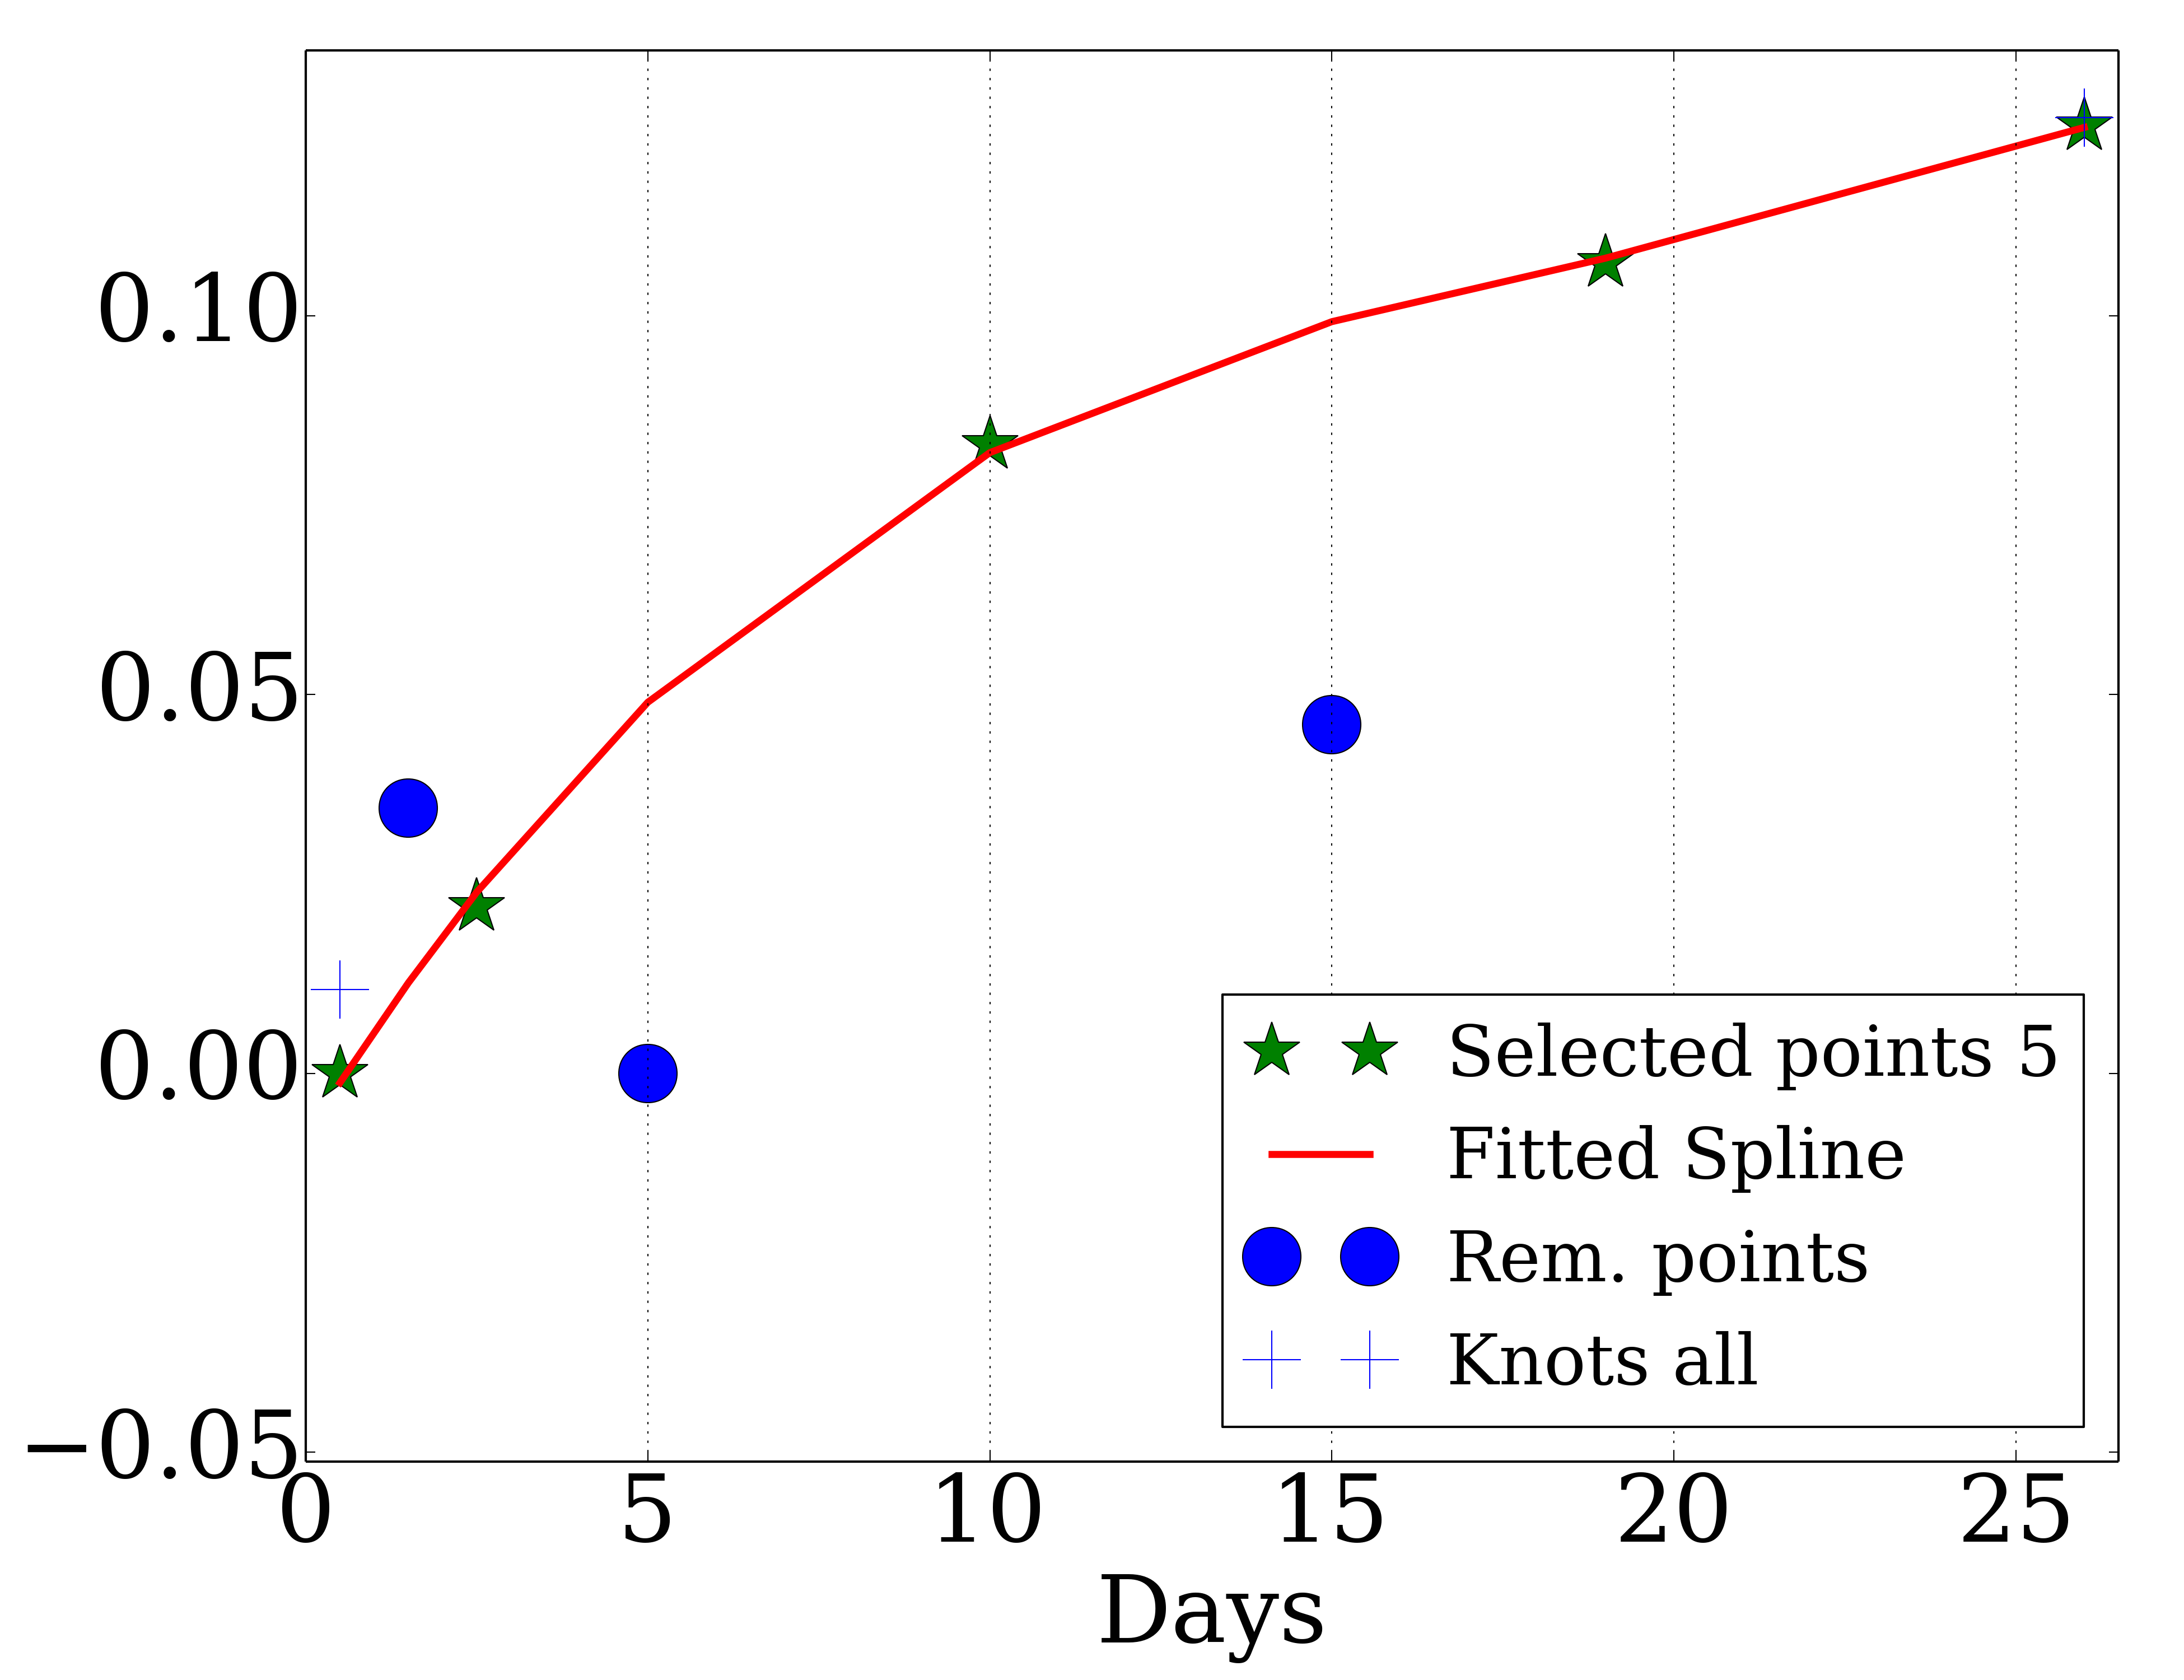 0.10
0.05
0.00
−0.05
Selected points 5
Fitted Spline
Rem. points
Knots all
0 5 10 15 20 25
Days